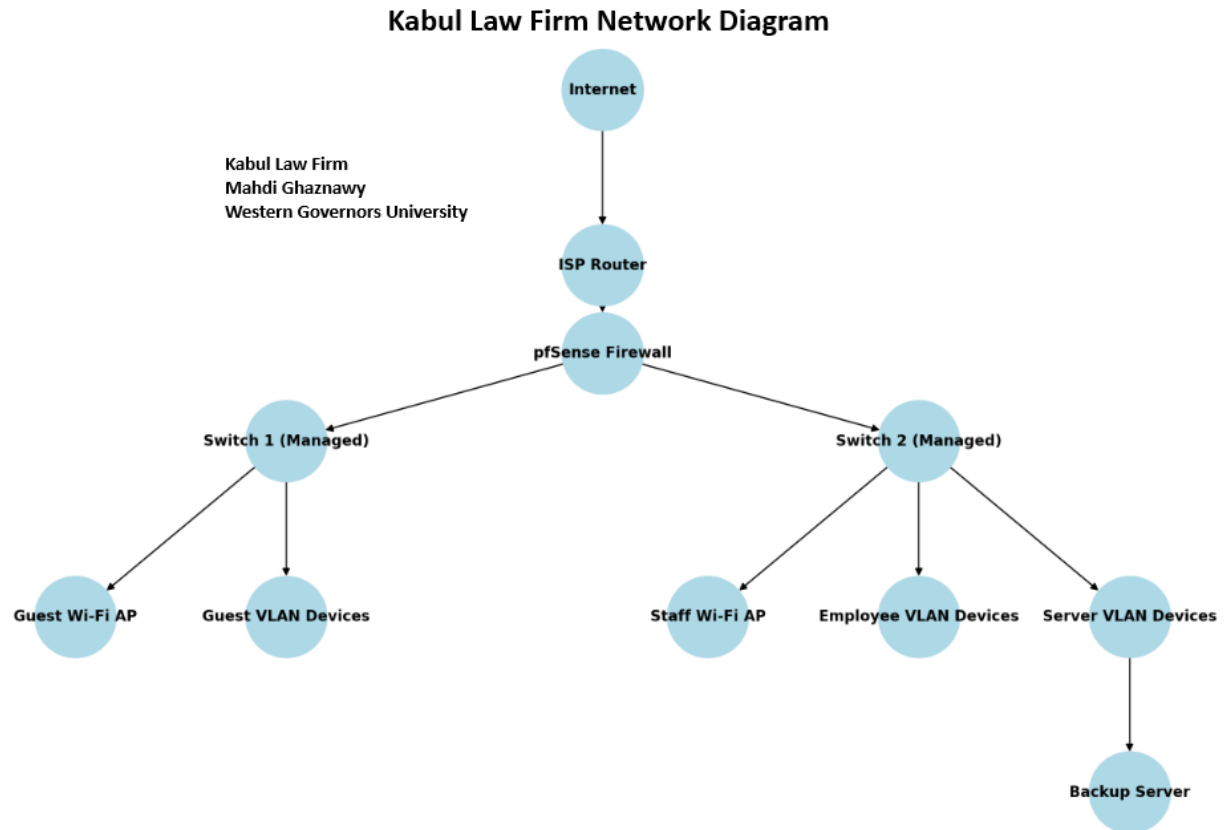 Kabul Law Firm Network Diagram
Internet
Kabul Law Firm
Mahdi Ghaznawy
Western Governors University
ISP Router
pfSense Firewall
Switch 1 (Managed)
Switch 2 (Managed)
Guest Wi-Fi AP
Guest VLAN Devices
Staff Wi-Fi AP
Employee VLAN Devices
Server VLAN Devices
Backup Server